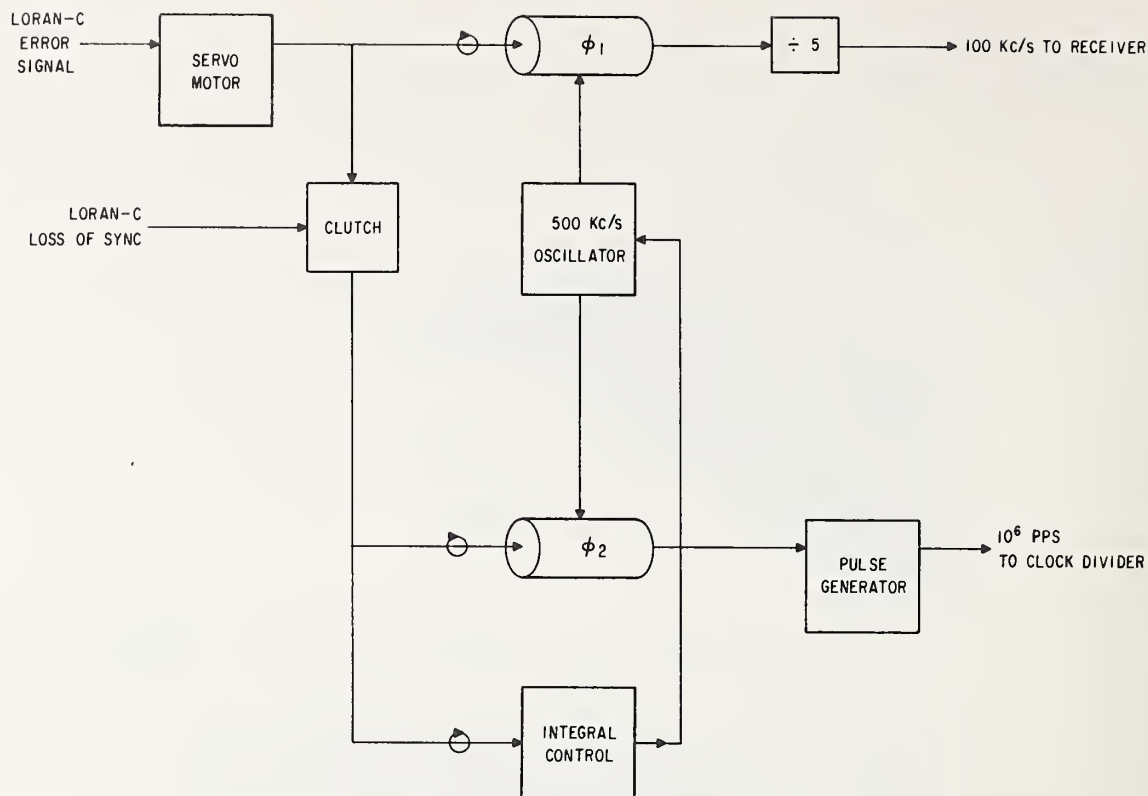 LORAN-C
ERROR
SIGNAL
SERVO
MOTOR
ϕ1
÷ 5
100 Kc/s TO RECEIVER
LORAN-C
LOSS OF SYNC
CLUTCH
500 Kc/s
OSCILLATOR
ϕ2
PULSE
GENERATOR
10⁶ PPS
TO CLOCK DIVIDER
INTEGRAL
CONTROL